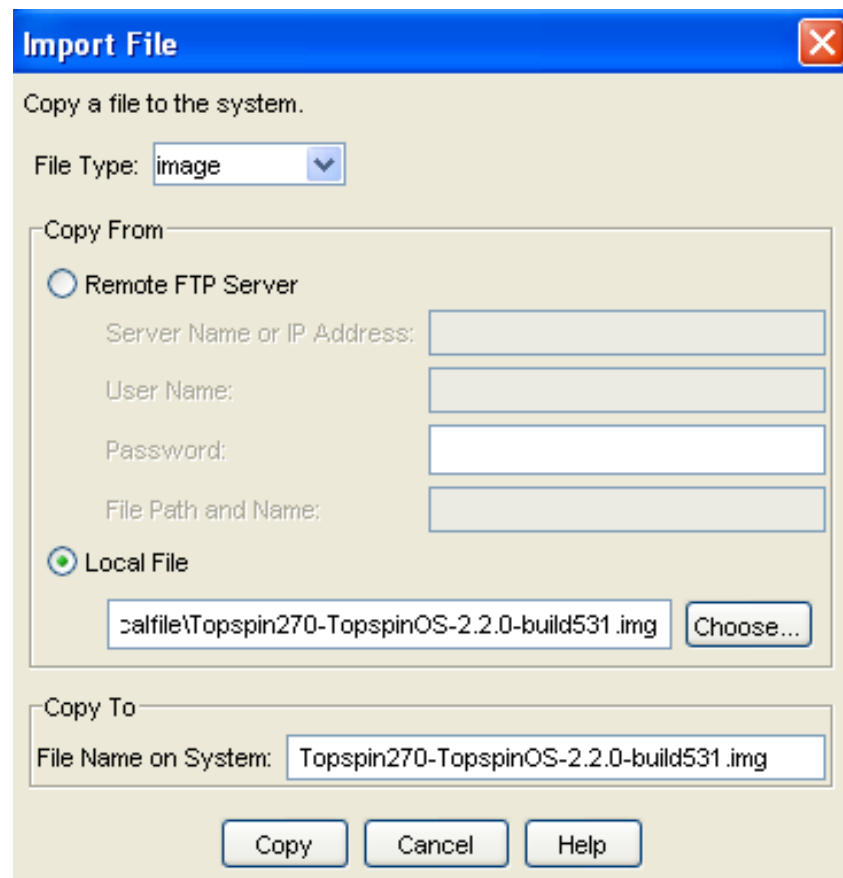 Import File
Copy a file to the system.
File Type: image
Copy From
Remote FTP Server
Server Name or IP Address:
User Name:
Password:
File Path and Name:
Local File
calfile\Topspin270-TopspinOS-2.2.0-build531.img Choose...
Copy To
File Name on System: Topspin270-TopspinOS-2.2.0-build531.img
Copy Cancel Help